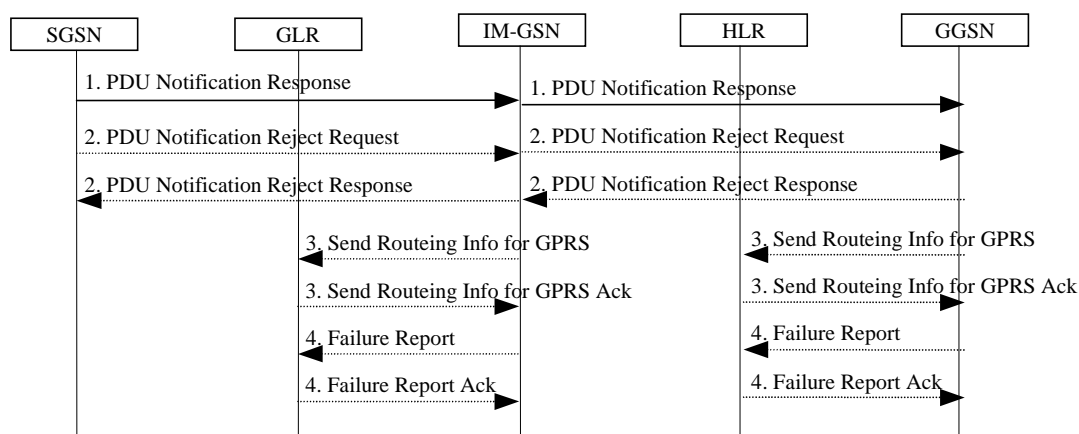 SGSN GLR IM-GSN HLR GGSN
1. PDU Notification Response 1. PDU Notification Response
2. PDU Notification Reject Request 2. PDU Notification Reject Request
2. PDU Notification Reject Response 2. PDU Notification Reject Response
3. Send Routeing Info for GPRS 3. Send Routeing Info for GPRS
3. Send Routeing Info for GPRS Ack 3. Send Routeing Info for GPRS Ack
4. Failure Report 4. Failure Report
4. Failure Report Ack 4. Failure Report Ack